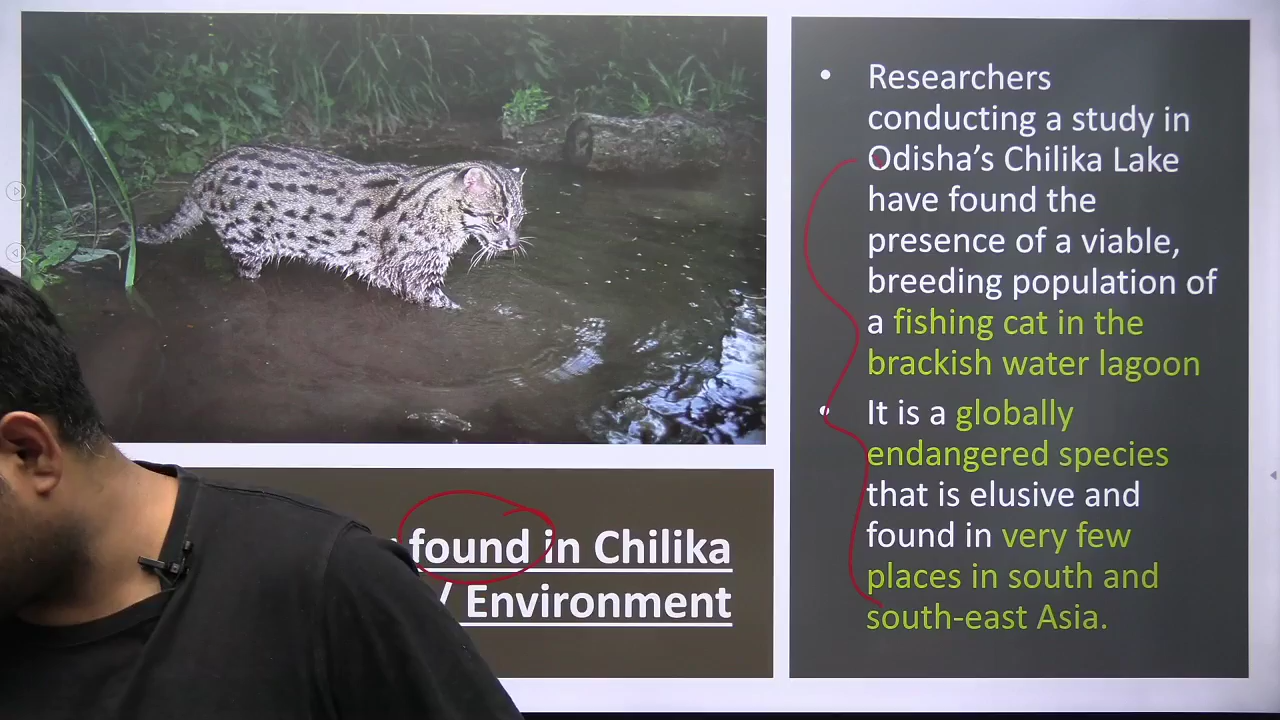 • Researchers
conducting a study in
Odisha’s Chilika Lake
have found the
presence of a viable,
breeding population of
a fishing cat in the
brackish water lagoon
• It is a globally
endangered species
that is elusive and
found in very few
places in south and
south-east Asia.
found in Chilika
/ Environment